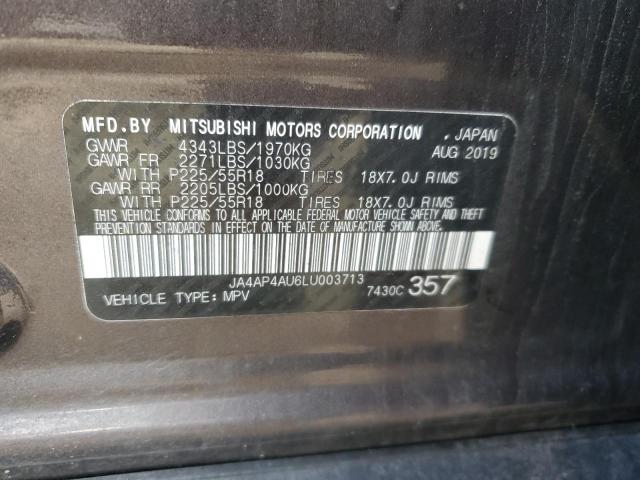 MFD.BY MITSUBISHI MOTORS CORPORATION , JAPAN
GWWR 4343LBS/1970KG AUG 2019
GAWR FR 2271LBS/1030KG
WITH P225/55R18 TIRES 18X7.0J RIMS
GAWR RR 2205LBS/1000KG
WITH P225/55R18 TIRES 18X7.0J RIMS
THIS VEHICLE CONFORMS TO ALL APPLICABLE FEDERAL MOTOR VEHICLE SAFETY AND THEFT
PREVENTION STANDARDS IN EFFECT ON THE DATE OF MANUFACTURE SHOWN ABOVE.
JA4AP4AU6LU003713
VEHICLE TYPE: MPV 7430C 357